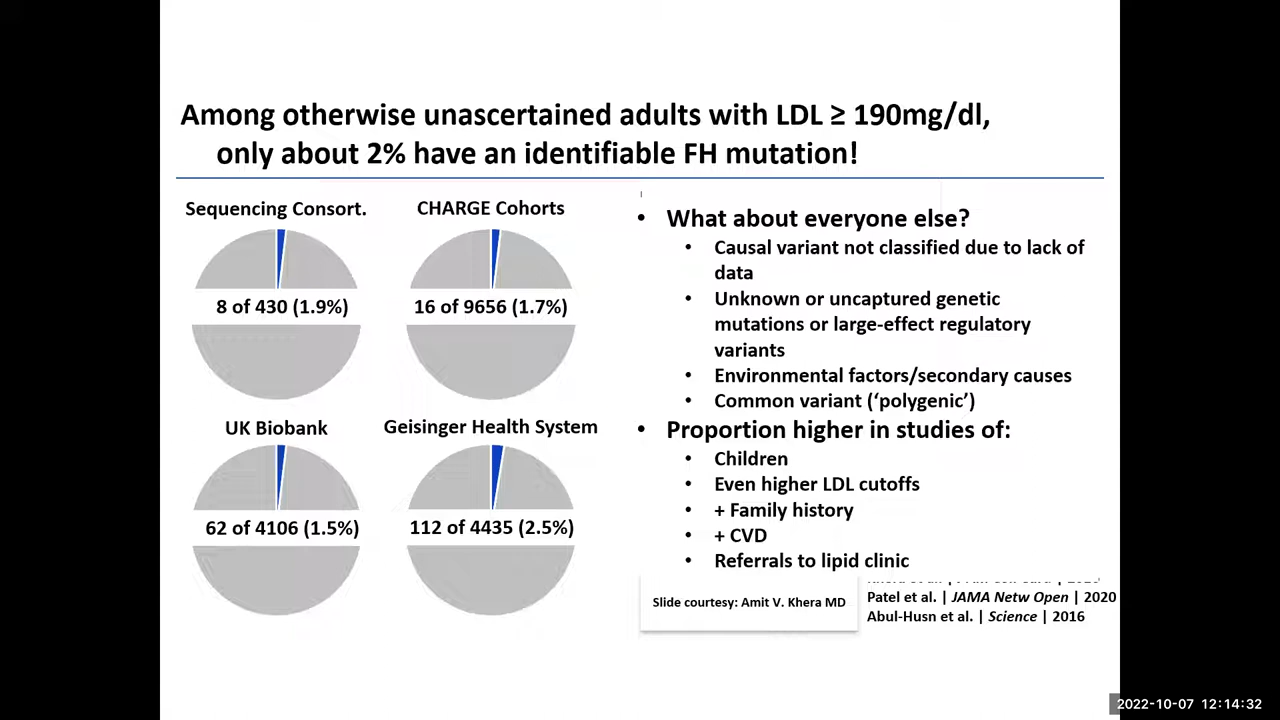 Among otherwise unascertained adults with LDL ≥ 190mg/dl,
only about 2% have an identifiable FH mutation!
Sequencing Consort.
CHARGE Cohorts
8 of 430 (1.9%)
16 of 9656 (1.7%)
UK Biobank
Geisinger Health System
62 of 4106 (1.5%)
112 of 4435 (2.5%)
• What about everyone else?
• Causal variant not classified due to lack of
data
• Unknown or uncaptured genetic
mutations or large-effect regulatory
variants
• Environmental factors/secondary causes
• Common variant (‘polygenic’)
• Proportion higher in studies of:
• Children
• Even higher LDL cutoffs
• + Family history
• + CVD
• Referrals to lipid clinic
Slide courtesy: Amit V. Khera MD
Patel et al. | JAMA Netw Open | 2020
Abul-Husn et al. | Science | 2016
2022-10-07 12:14:32